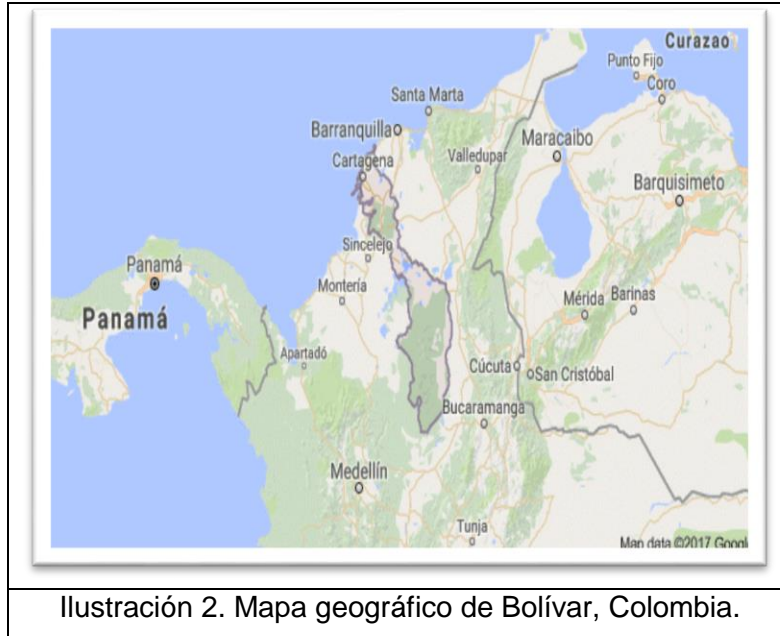 Curazao
Punto Fijo
Coro
Santa Marta
Barranquilla
Maracaibo
Cartagena
Valledupar
Barquisimeto
Sincelejo
Panamá
Montería
Mérida
Barinas
Panamá
Apartadó
Cúcuta
San Cristóbal
Bucaramanga
Medellín
Tunja
Map data ©2017 Googl
Ilustración 2. Mapa geográfico de Bolívar, Colombia.